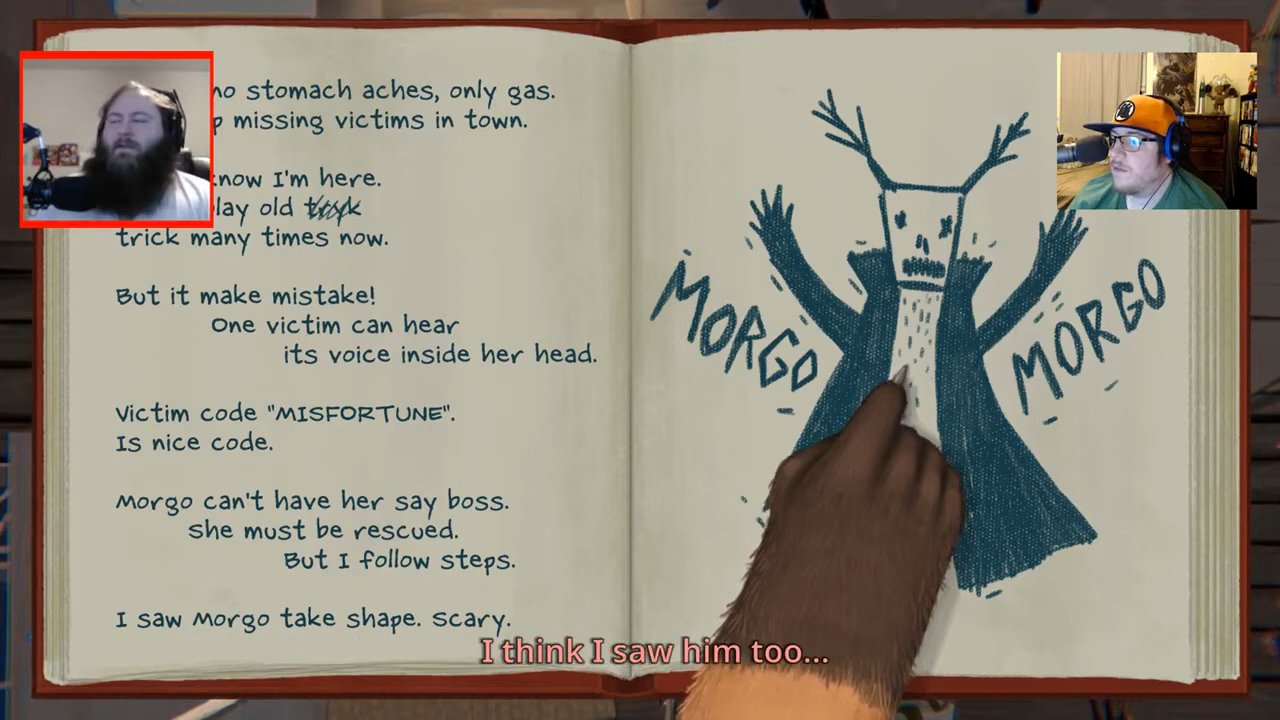 no stomach aches, only gas.
missing victims in town.
know I'm here.
old
trick many times now.
But it make mistake!
One victim can hear
its voice inside her head.
Victim code "MISFORTUNE".
Is nice code.
Morgo can't have her say boss.
She must be rescued.
But I follow steps.
I saw Morgo take shape. Scary.
MORGO
MORGO
I think I saw him too...